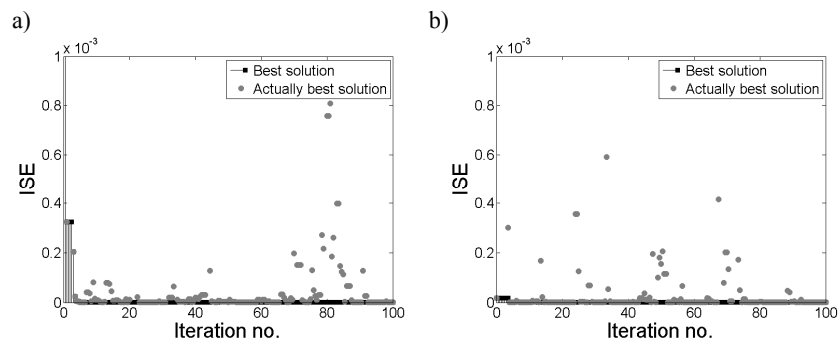 a)
1 × 10⁻³
Best solution
Actually best solution
0.8
0.6
0.4
0.2
0
ISE
0 20 40 60 80 100
Iteration no.
b)
1 × 10⁻³
Best solution
Actually best solution
0.8
0.6
0.4
0.2
0
ISE
0 20 40 60 80 100
Iteration no.